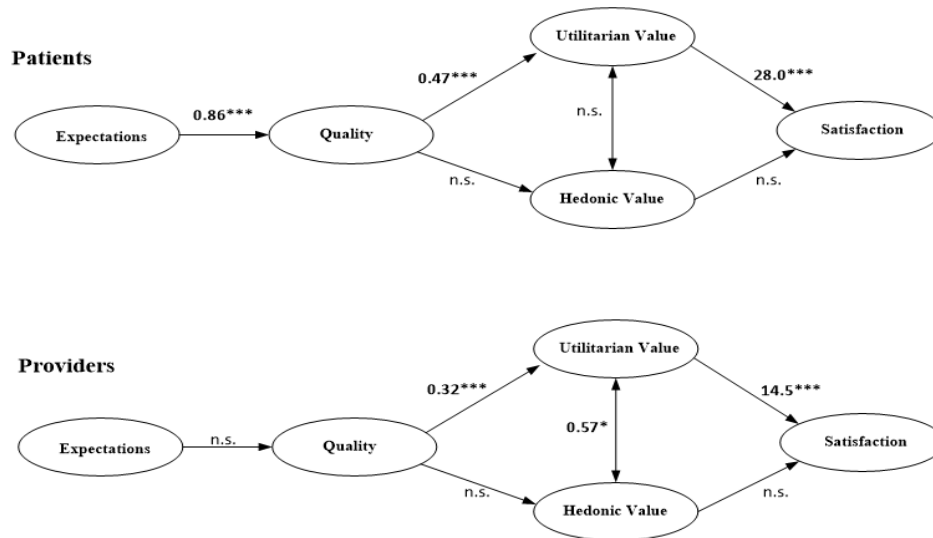 Patients
Utilitarian Value
0.47***
28.0***
0.86***
n.s.
Expectations
Quality
Satisfaction
n.s.
n.s.
Hedonic Value
Providers
Utilitarian Value
0.32***
14.5***
n.s.
0.57*
Expectations
Quality
Satisfaction
n.s.
n.s.
Hedonic Value